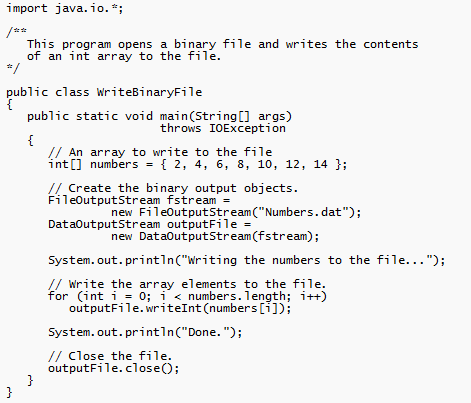 import java.io.*;
/**
This program opens a binary file and writes the contents
of an int array to the file.
*/
public class WriteBinaryFile
{
public static void main(String[] args)
throws IOException
{
// An array to write to the file
int[] numbers = { 2, 4, 6, 8, 10, 12, 14 };
// Create the binary output objects.
FileOutputStream fstream =
new FileOutputStream("Numbers.dat");
DataOutputStream outputFile =
new DataOutputStream(fstream);
System.out.println("Writing the numbers to the file...");
// Write the array elements to the file.
for (int i = 0; i < numbers.length; i++)
outputFile.writeInt(numbers[i]);
System.out.println("Done.");
// Close the file.
outputFile.close();
}
}